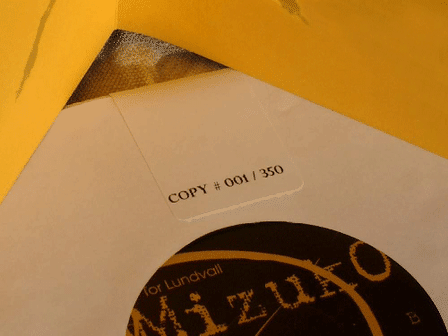 COPY # 001 / 350
for Lundvall
Mizuko
B